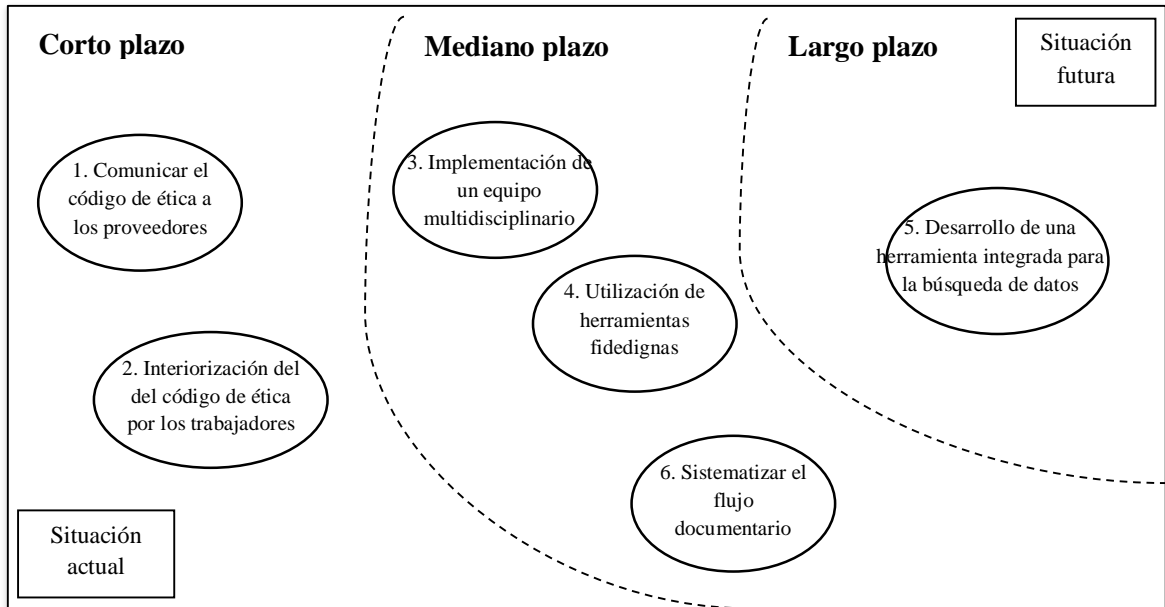 Corto plazo
Mediano plazo
Largo plazo
Situación
futura
1. Comunicar el
código de ética a
los proveedores
3. Implementación de
un equipo
multidisciplinario
5. Desarrollo de una
herramienta integrada para
la búsqueda de datos
4. Utilización de
herramientas
fidedignas
2. Interiorización del
del código de ética
por los trabajadores
6. Sistematizar el
flujo
documentario
Situación
actual